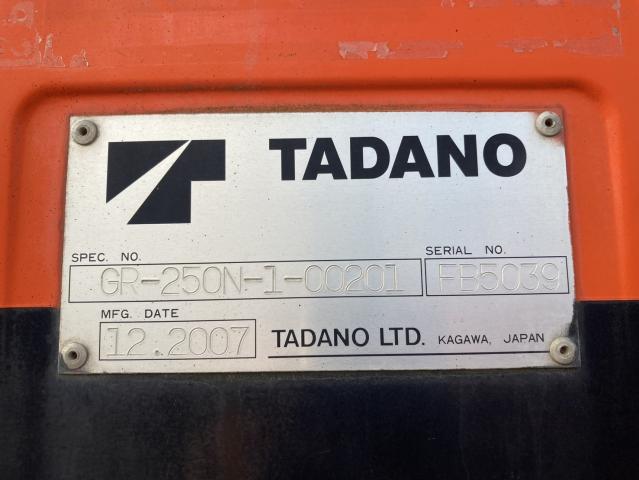 TADANO
SPEC. NO.
GR-250N-1-00201
SERIAL NO.
FB5039
MFG. DATE
12.2007
TADANO LTD. KAGAWA, JAPAN